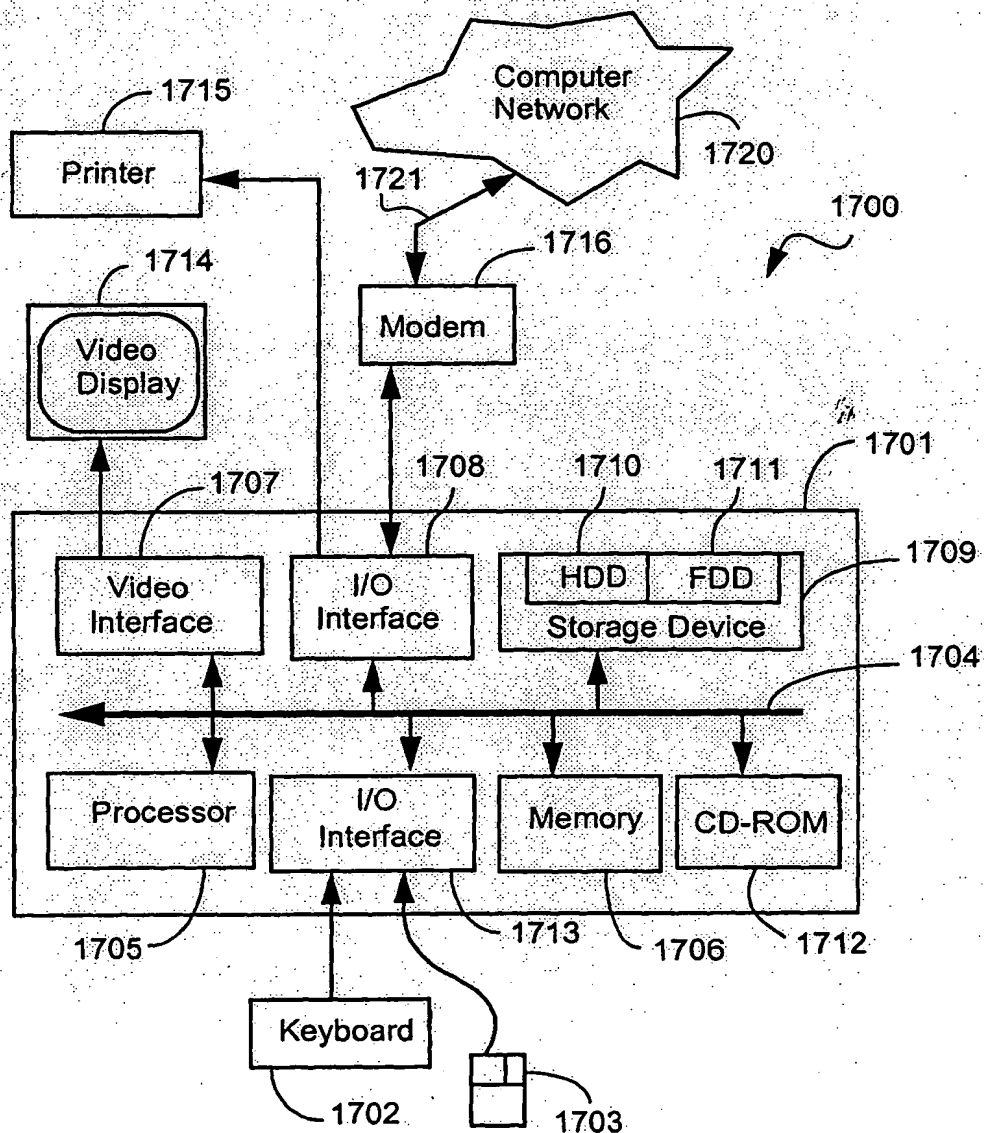 Computer
Network
1715
Printer
1720
1721
1700
1716
1714
Modem
Video
Display
1701
1707
1708
1710
1711
1709
Video
Interface
I/O
Interface
HDD
FDD
Storage Device
1704
Processor
I/O
Interface
Memory
CD-ROM
1705
1713
1706
1712
Keyboard
1702
1703